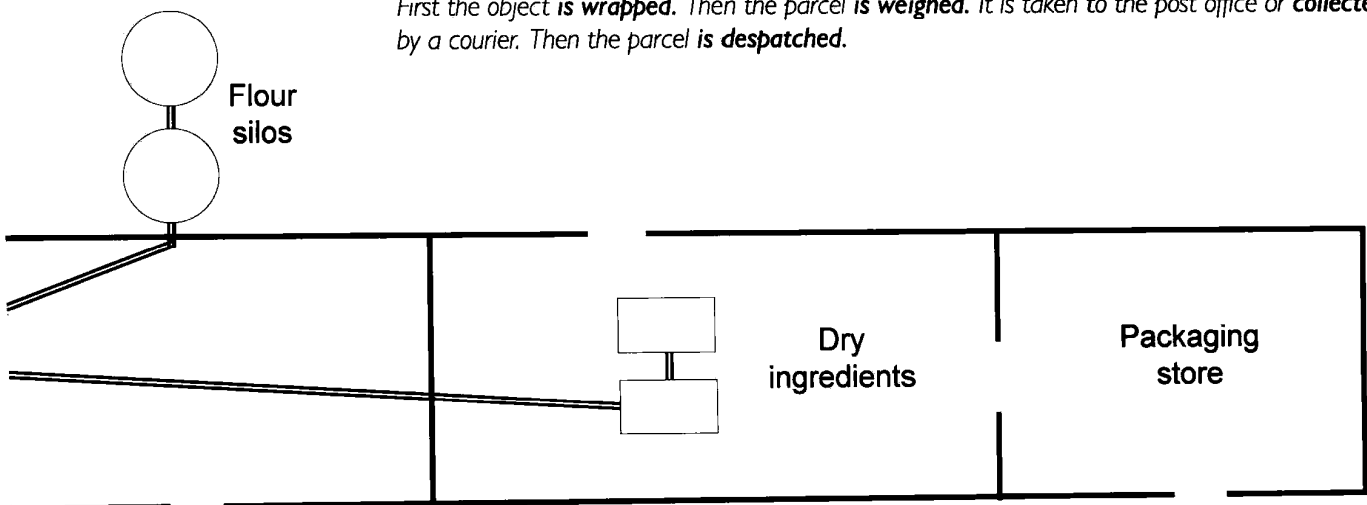 First the object is wrapped. Then the parcel is weighed. It is taken to the post office or collecte
by a courier. Then the parcel is despatched.
Flour
silos
Dry
ingredients
Packaging
store